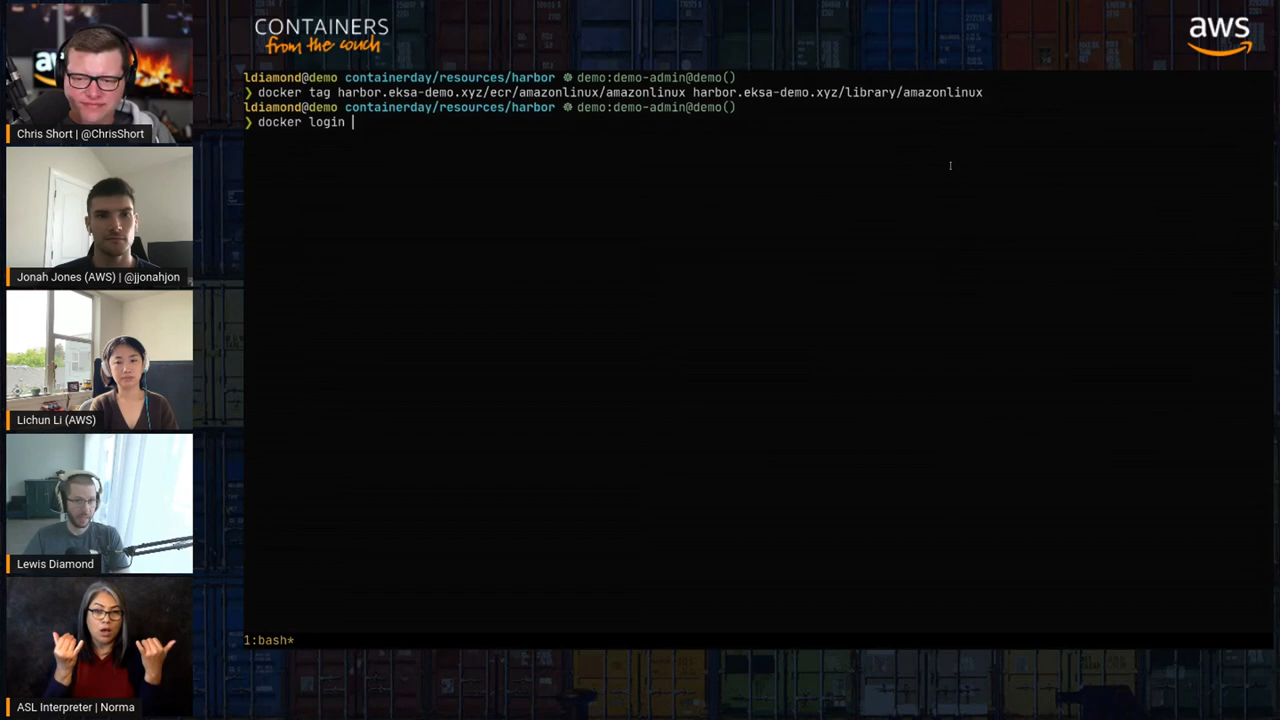 CONTAINERS
from the couch
aws
ldiamond@demo containerday/resources/harbor ☸ demo:demo-admin@demo()
❯ docker tag harbor.eksa-demo.xyz/ecr/amazonlinux/amazonlinux harbor.eksa-demo.xyz/library/amazonlinux
ldiamond@demo containerday/resources/harbor ☸ demo:demo-admin@demo()
❯ docker login
1:bash*
Chris Short | @ChrisShort
Jonah Jones (AWS) | @jjonahjon
Lichun Li (AWS)
Lewis Diamond
ASL Interpreter | Norma